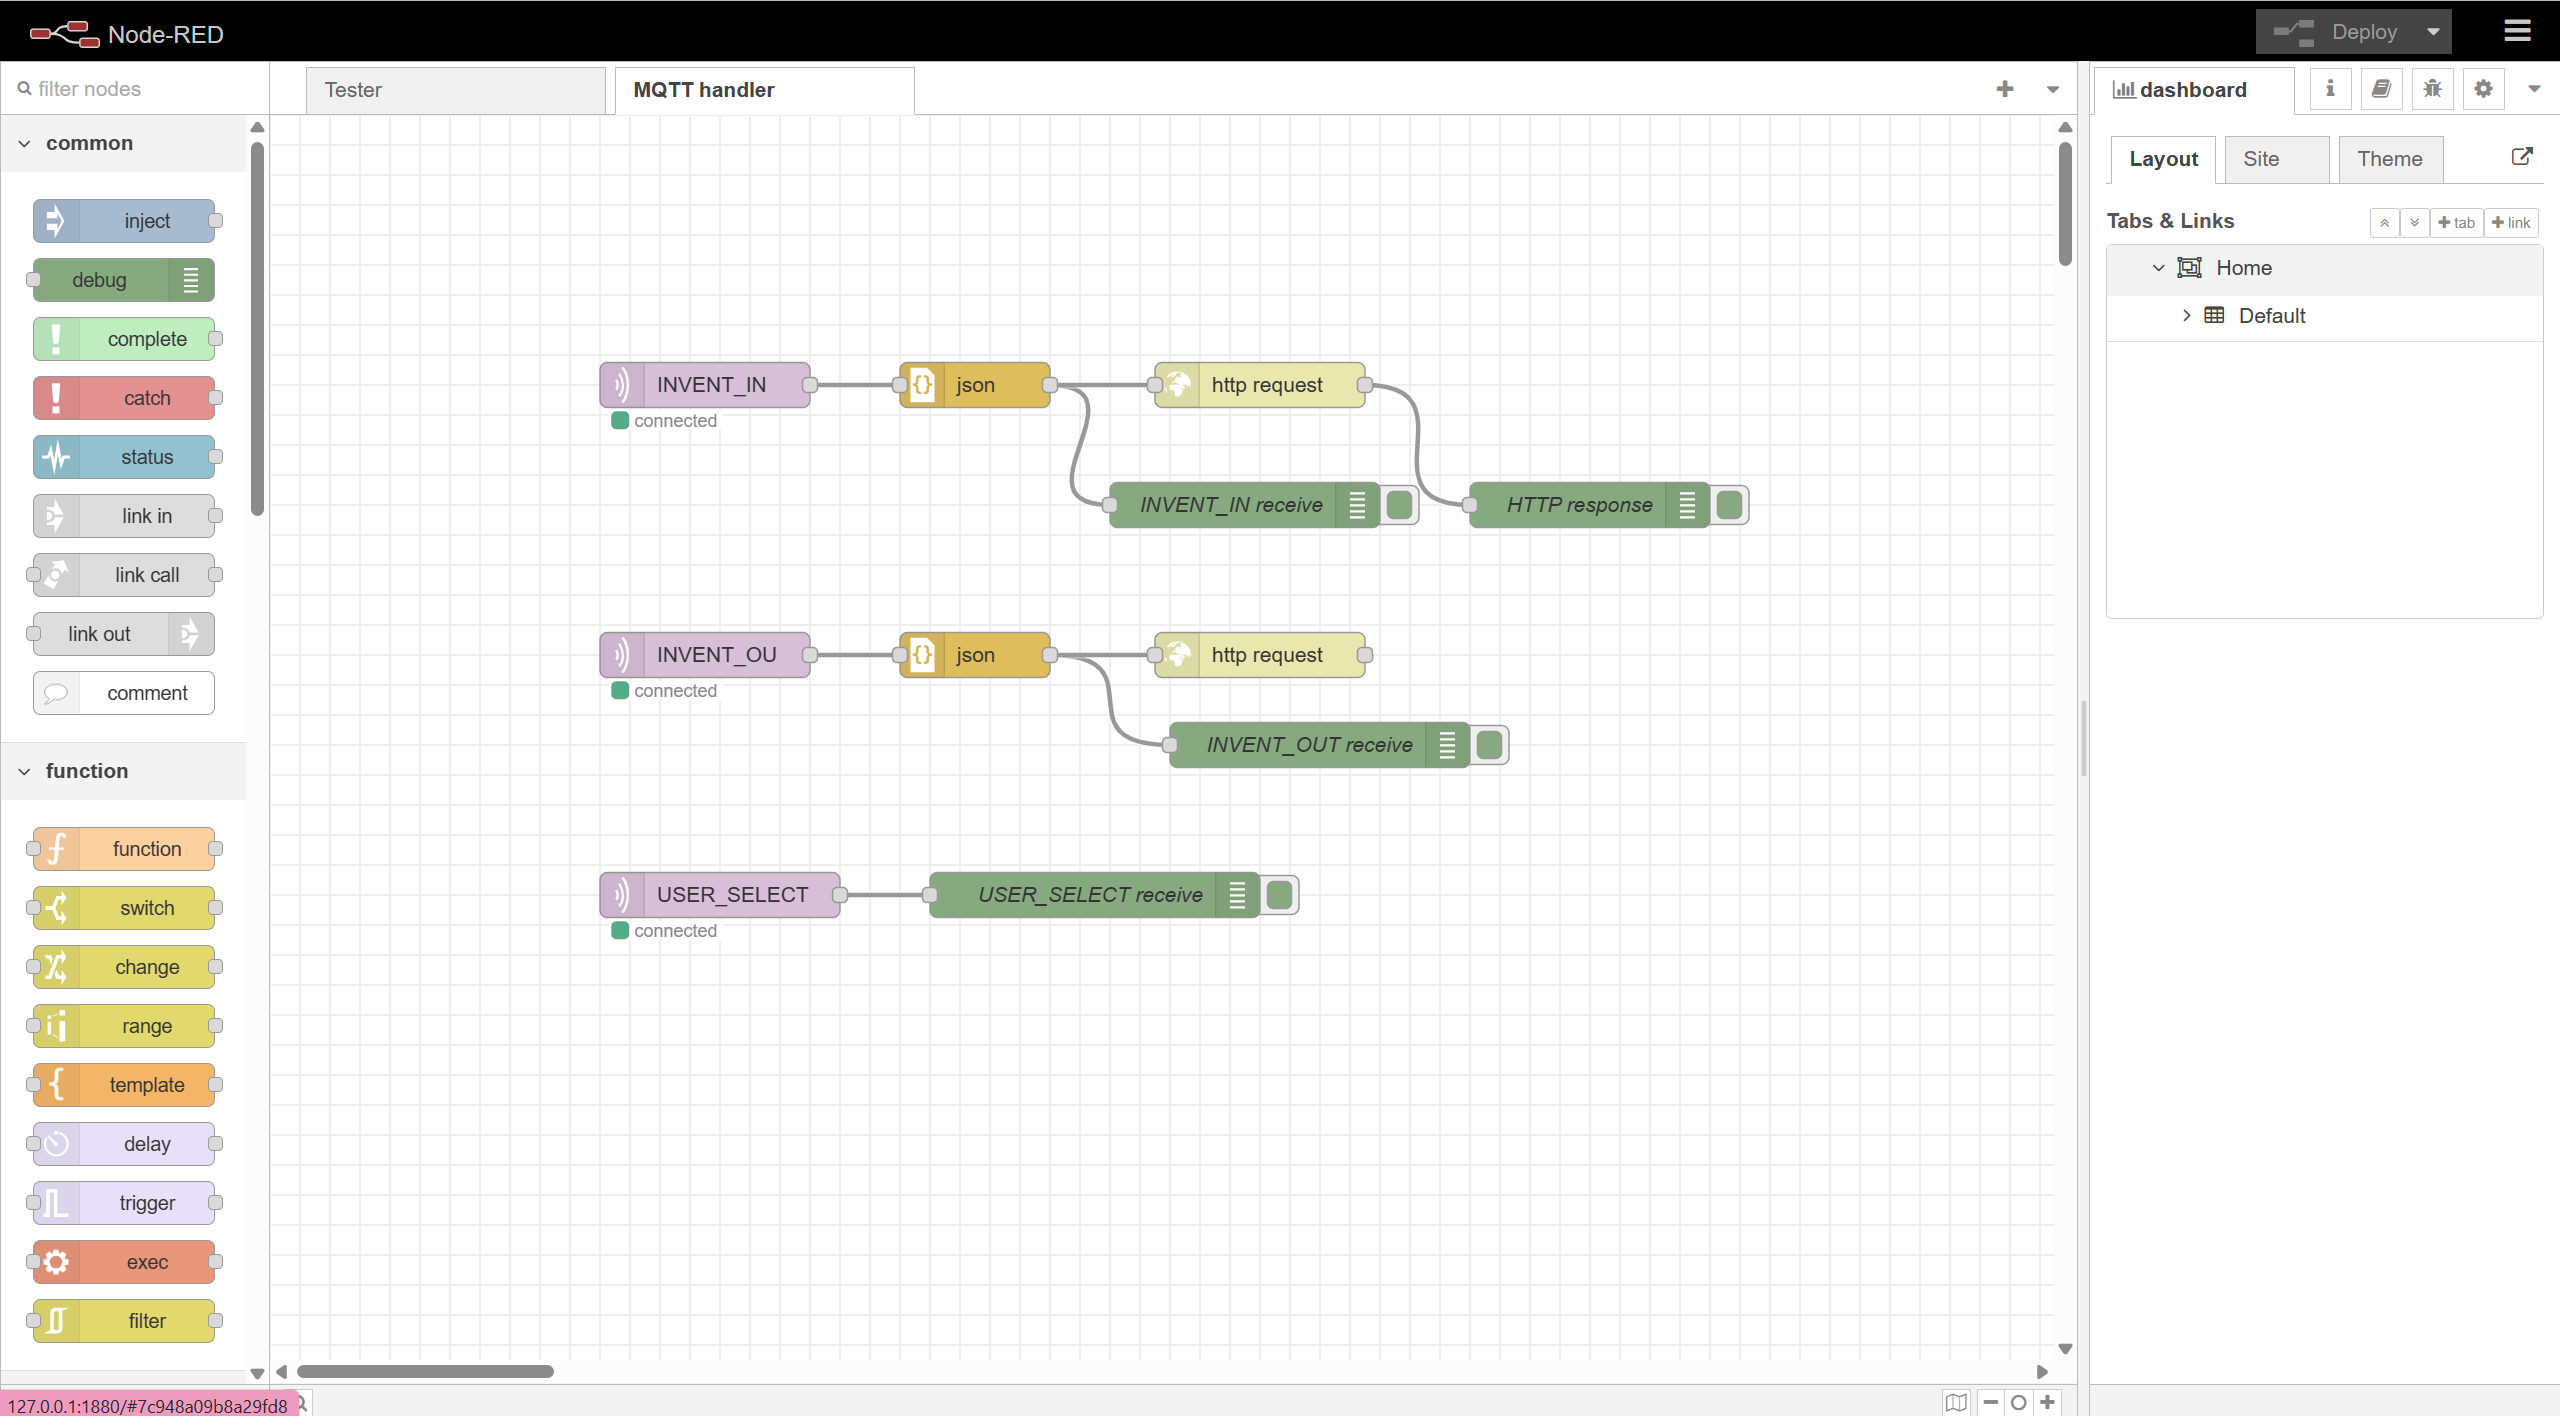 Node-RED
Deploy
filter nodes
Tester
MQTT handler
dashboard
common
Layout
Site
Theme
inject
Tabs & Links
tab
link
debug
Home
Default
complete
catch
INVENT_IN
json
http request
connected
status
link in
INVENT_IN receive
HTTP response
link call
link out
INVENT_OU
json
http request
connected
comment
INVENT_OUT receive
function
function
USER_SELECT
USER_SELECT receive
connected
switch
change
range
template
delay
trigger
exec
filter
127.0.0.1:1880/#7c948a09b8a29fd8